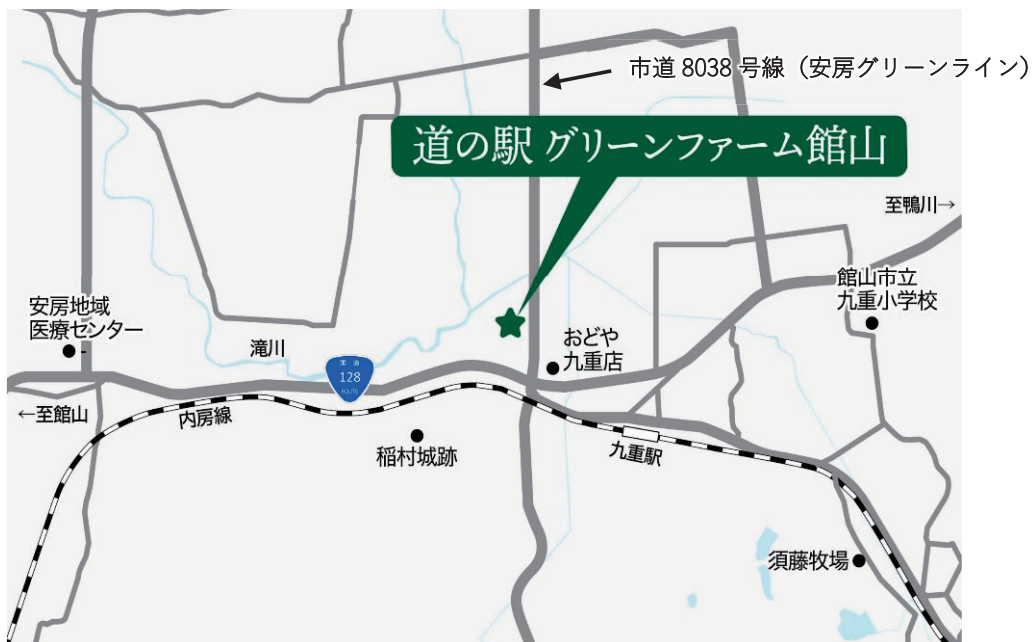 市道 8038 号線（安房グリーンライン）
道の駅 グリーンファーム館山
至鴨川→
館山市立
九重小学校
安房地域
医療センター
滝川
おどや
九重店
国道
128
ROUTE
←至館山
内房線
稲村城跡
九重駅
須藤牧場